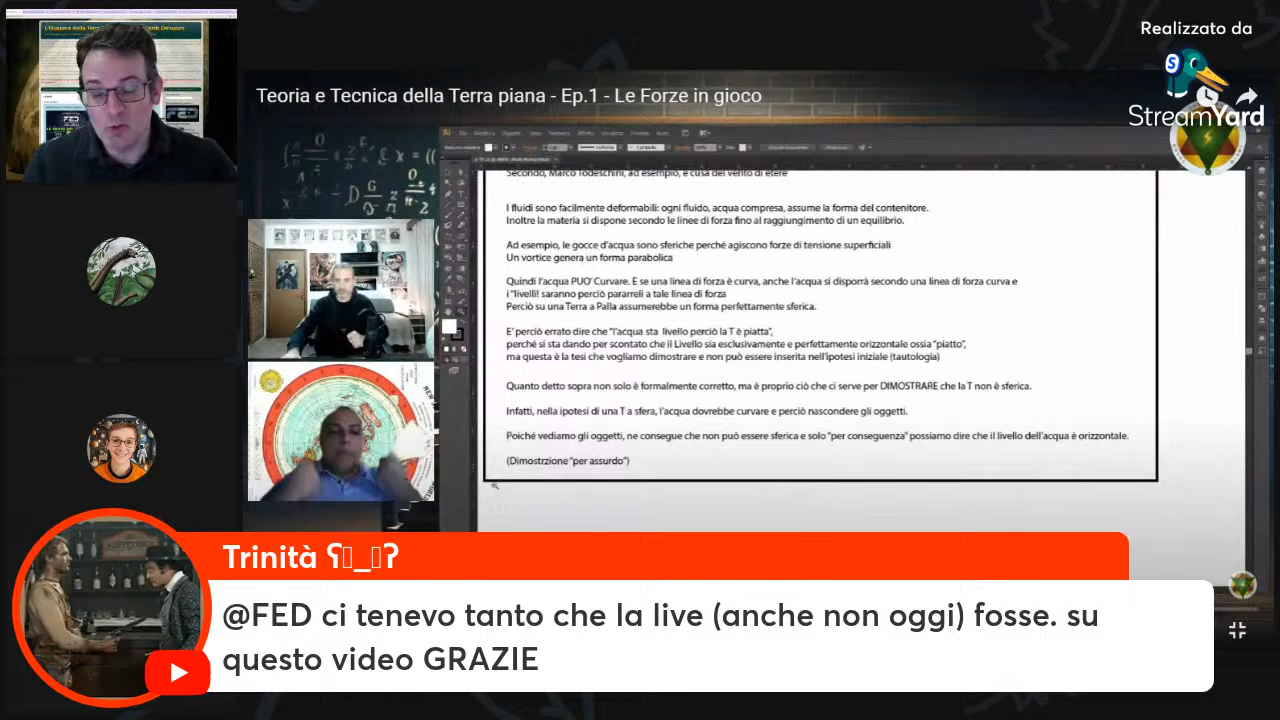 L'illusione della Terra
Earth Delusion
FED
Realizzato da
StreamYard
Teoria e Tecnica della Terra piana - Ep.1 - Le Forze in gioco
Secondo, Marco Todeschini, ad esempio, è cusa del vento di etere
I fluidi sono facilmente deformabili: ogni fluido, acqua compresa, assume la forma del contenitore.
Inoltre la materia si dispone secondo le linee di forza fino al raggiungimento di un equilibrio.
Ad esempio, le gocce d'acqua sono sferiche perché agiscono forze di tensione superficiali
Un vortice genera un forma parabolica
Quindi l'acqua PUO' Curvare. E se una linea di forza è curva, anche l'acqua si disporrà secondo una linea di forza curva e
i "livelli! saranno perciò pararreli a tale linea di forza
Perciò su una Terra a Palla assumerebbe un forma perfettamente sferica.
E' perciò errato dire che "l'acqua sta livello perciò la T è piatta",
perché si sta dando per scontato che il Livello sia esclusivamente e perfettamente orizzontale ossia "piatto",
ma questa è la tesi che vogliamo dimostrare e non può essere inserita nell'ipotesi iniziale (tautologia)
Quanto detto sopra non solo è formalmente corretto, ma è proprio ciò che ci serve per DIMOSTRARE che la T non è sferica.
Infatti, nella ipotesi di una T a sfera, l'acqua dovrebbe curvare e perciò nascondere gli oggetti.
Poiché vediamo gli oggetti, ne consegue che non può essere sferica e solo "per conseguenza" possiamo dire che il livello dell'acqua è orizzontale.
(Dimostrzione "per assurdo")
Trinità ʕ▯_▯ʔ
@FED ci tenevo tanto che la live (anche non oggi) fosse. su
questo video GRAZIE